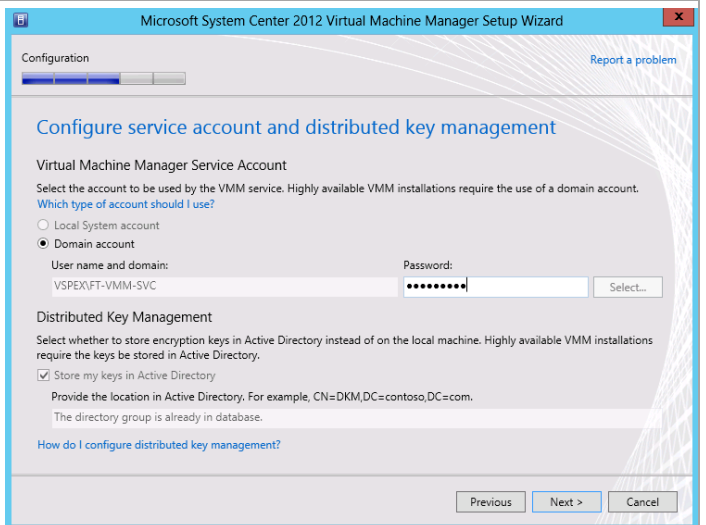 Microsoft System Center 2012 Virtual Machine Manager Setup Wizard
x
Configuration
Report a problem
Configure service account and distributed key management
Virtual Machine Manager Service Account
Select the account to be used by the VMM service. Highly available VMM installations require the use of a domain account.
Which type of account should I use?
Local System account
Domain account
User name and domain:
Password:
VSPEX\FT-VMM-SVC
•••••••••
Select...
Distributed Key Management
Select whether to store encryption keys in Active Directory instead of on the local machine. Highly available VMM installations
require the keys be stored in Active Directory.
Store my keys in Active Directory
Provide the location in Active Directory. For example, CN=DKM,DC=contoso,DC=com.
The directory group is already in database.
How do I configure distributed key management?
Previous
Next >
Cancel